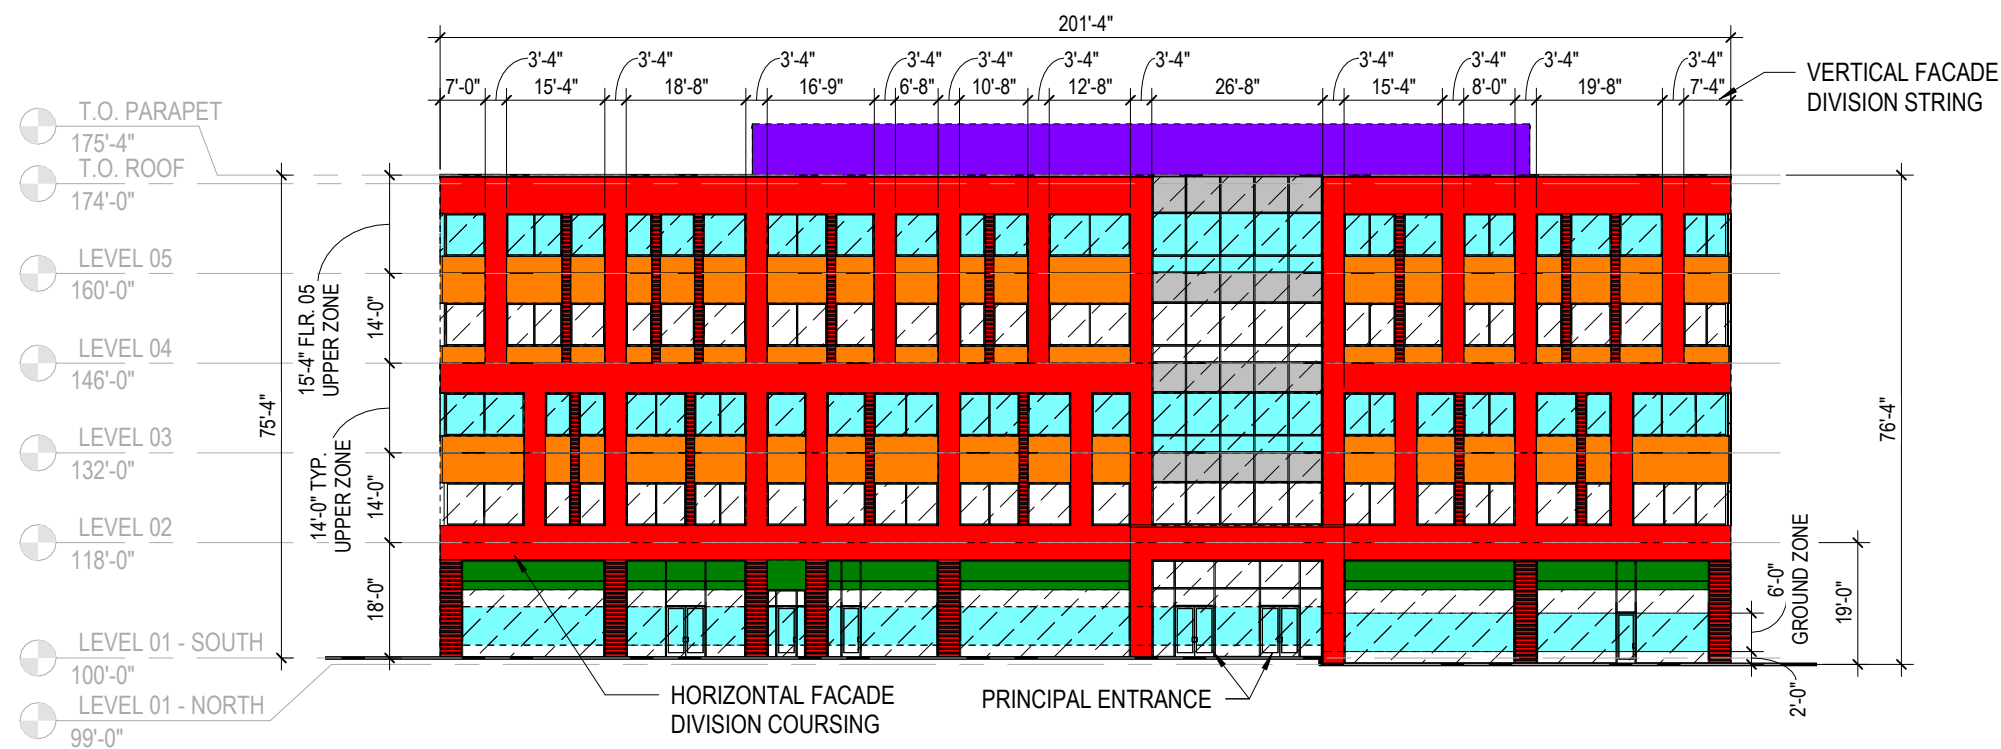 201'-4"
3'-4" 3'-4" 3'-4" 3'-4" 3'-4" 3'-4" 3'-4" 3'-4" 3'-4" 3'-4" 3'-4"
7'-0" 15'-4" 18'-8" 16'-9" 6'-8" 10'-8" 12'-8" 26'-8" 15'-4" 8'-0" 19'-8" 7'-4"
VERTICAL FACADE
DIVISION STRING
T.O. PARAPET
175'-4"
T.O. ROOF
174'-0"
LEVEL 05
160'-0"
LEVEL 04
146'-0"
LEVEL 03
132'-0"
LEVEL 02
118'-0"
LEVEL 01 - SOUTH
100'-0"
LEVEL 01 - NORTH
99'-0"
75'-4"
15'-4" FLR. 05
UPPER ZONE
14'-0"
14'-0" TYP.
UPPER ZONE
14'-0"
18'-0"
76'-4"
6'-0"
GROUND ZONE
19'-0"
2'-0"
HORIZONTAL FACADE
DIVISION COURSING
PRINCIPAL ENTRANCE